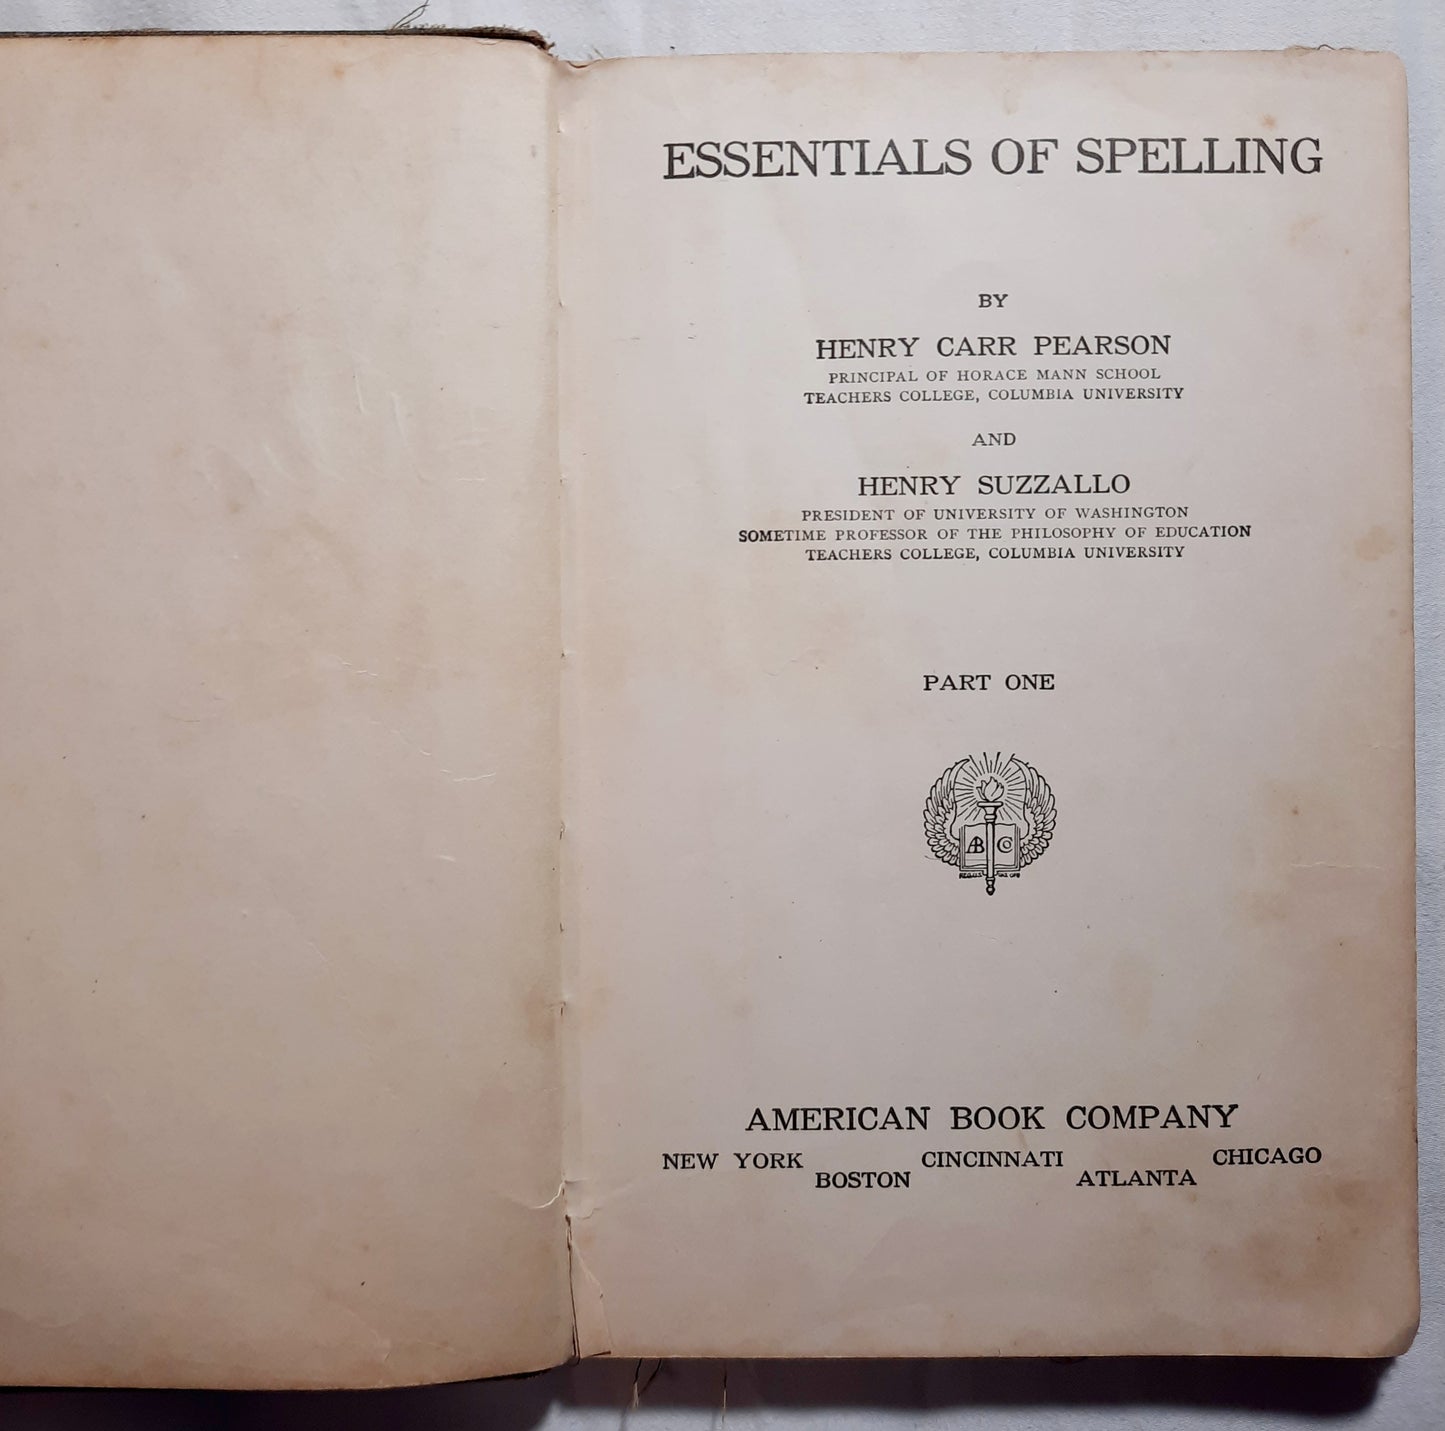 ESSENTIALS OF SPELLING
BY
HENRY CARR PEARSON
PRINCIPAL OF HORACE MANN SCHOOL
TEACHERS COLLEGE, COLUMBIA UNIVERSITY
AND
HENRY SUZZALLO
PRESIDENT OF UNIVERSITY OF WASHINGTON
SOMETIME PROFESSOR OF THE PHILOSOPHY OF EDUCATION
TEACHERS COLLEGE, COLUMBIA UNIVERSITY
PART ONE
AB CO
AMERICAN BOOK COMPANY
NEW YORK CINCINNATI CHICAGO
BOSTON ATLANTA